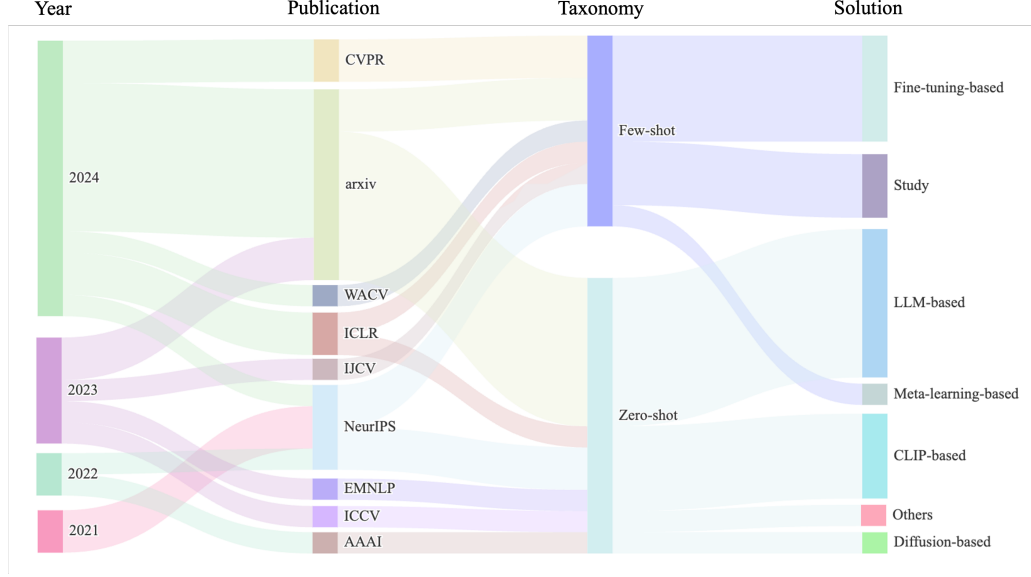 Year
Publication
Taxonomy
Solution
2024
2023
2022
2021
CVPR
arxiv
WACV
ICLR
IJCV
NeurIPS
EMNLP
ICCV
AAAI
Few-shot
Zero-shot
Fine-tuning-based
Study
LLM-based
Meta-learning-based
CLIP-based
Others
Diffusion-based